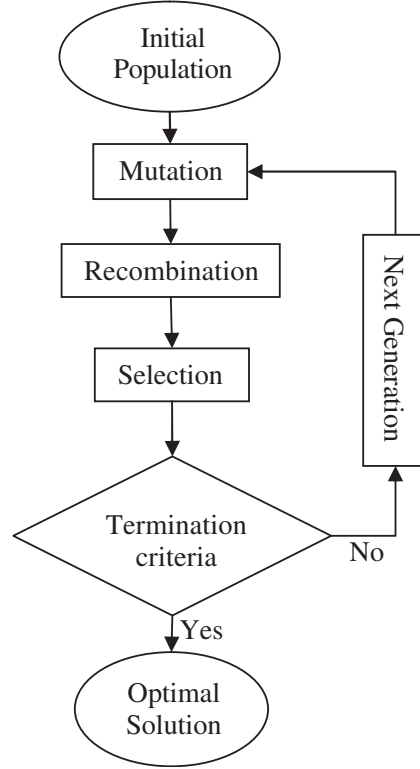 Initial
Population
Mutation
Recombination
Selection
Next Generation
Termination
criteria
No
Yes
Optimal
Solution